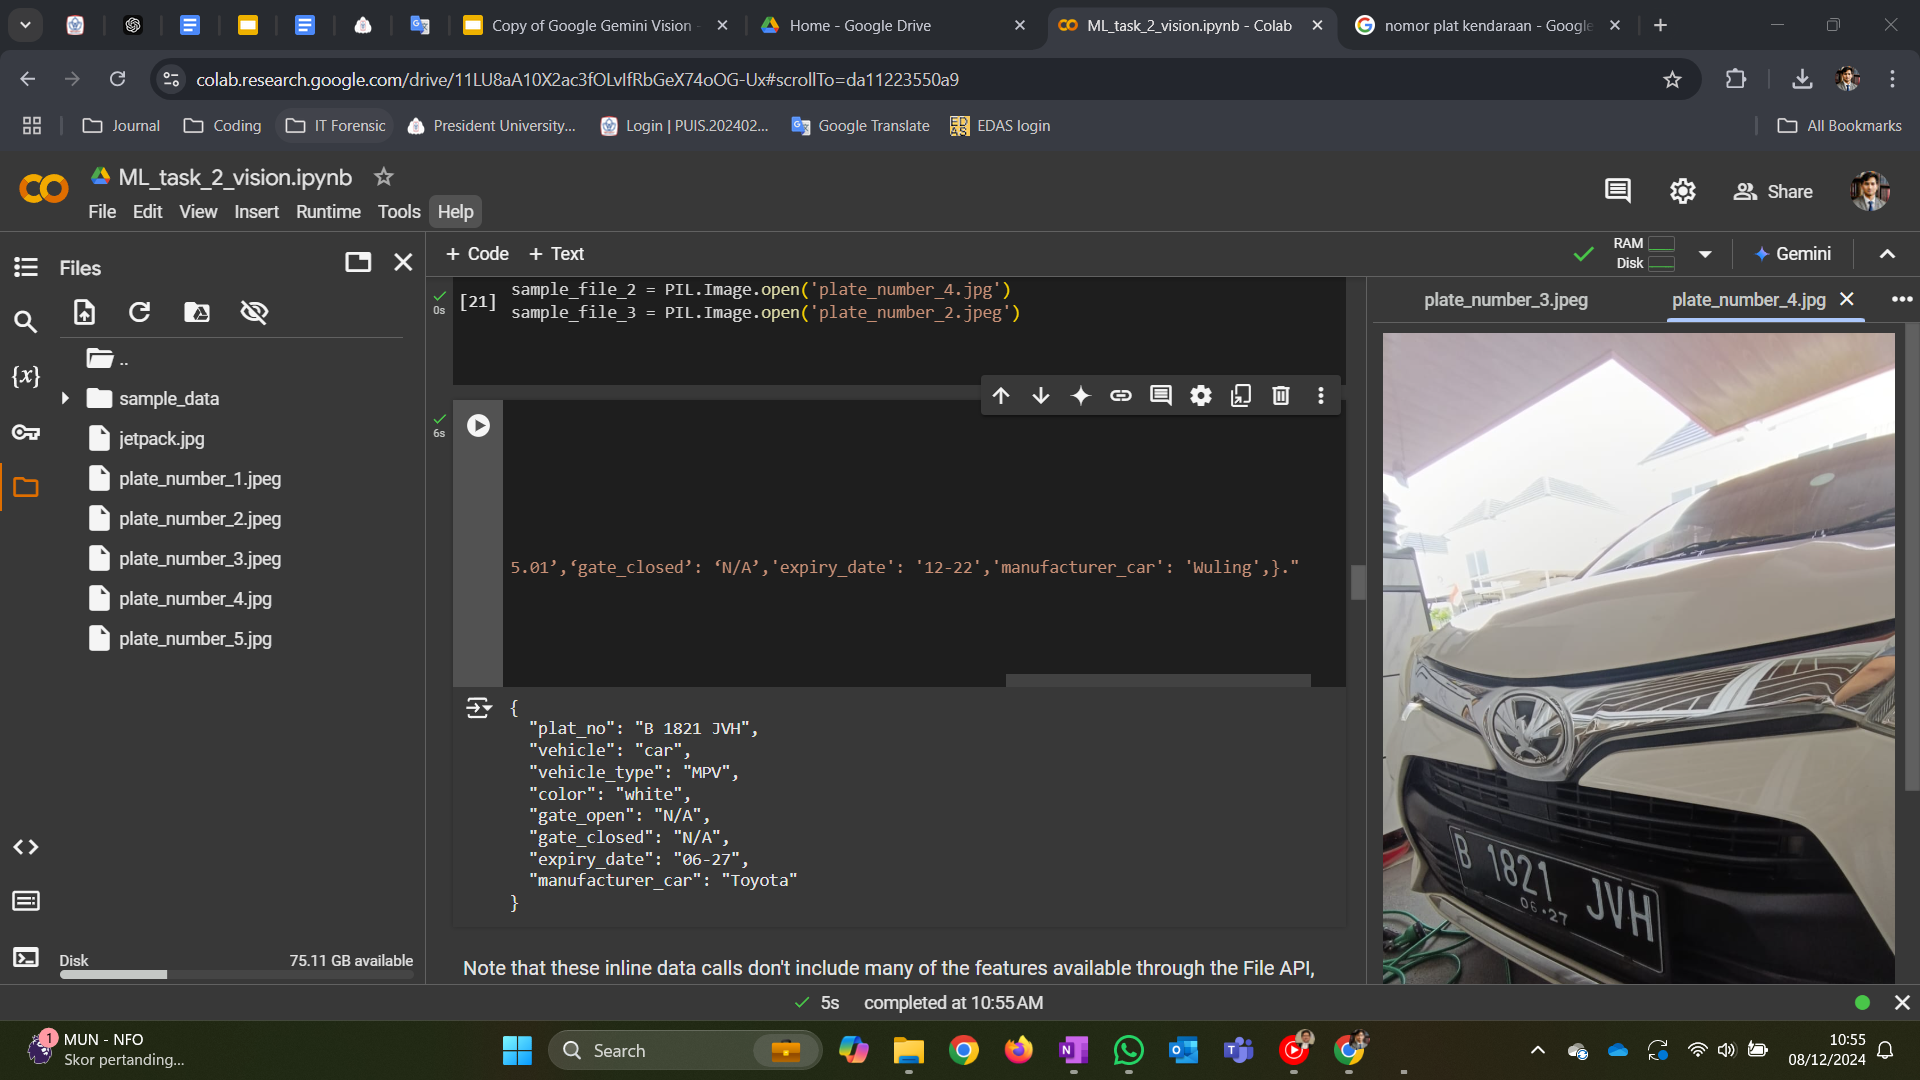 Copy of Google Gemini Vision -
Home - Google Drive
ML_task_2_vision.ipynb - Colab
nomor plat kendaraan - Google
colab.research.google.com/drive/11LU8aA10X2ac3fOLvIfRbGeX74oOG-Ux#scrollTo=da11223550a9
Journal
Coding
IT Forensic
President University...
Login | PUIS.202402...
Google Translate
EDAS login
All Bookmarks
ML_task_2_vision.ipynb
File Edit View Insert Runtime Tools Help
Share
Files
+ Code + Text
RAM
Disk
Gemini
..
sample_data
jetpack.jpg
plate_number_1.jpeg
plate_number_2.jpeg
plate_number_3.jpeg
plate_number_4.jpg
plate_number_5.jpg
Disk 75.11 GB available
0s
[21]
sample_file_2 = PIL.Image.open('plate_number_4.jpg')
sample_file_3 = PIL.Image.open('plate_number_2.jpeg')
6s
5.01’,‘gate_closed’: ‘N/A’,'expiry_date': '12-22','manufacturer_car': 'Wuling',}."
{
"plat_no": "B 1821 JVH",
"vehicle": "car",
"vehicle_type": "MPV",
"color": "white",
"gate_open": "N/A",
"gate_closed": "N/A",
"expiry_date": "06-27",
"manufacturer_car": "Toyota"
}
Note that these inline data calls don't include many of the features available through the File API,
plate_number_3.jpeg
plate_number_4.jpg
B 1821 JVH
06·27
5s completed at 10:55 AM
1
MUN - NFO
Skor pertanding...
Search
10:55
08/12/2024